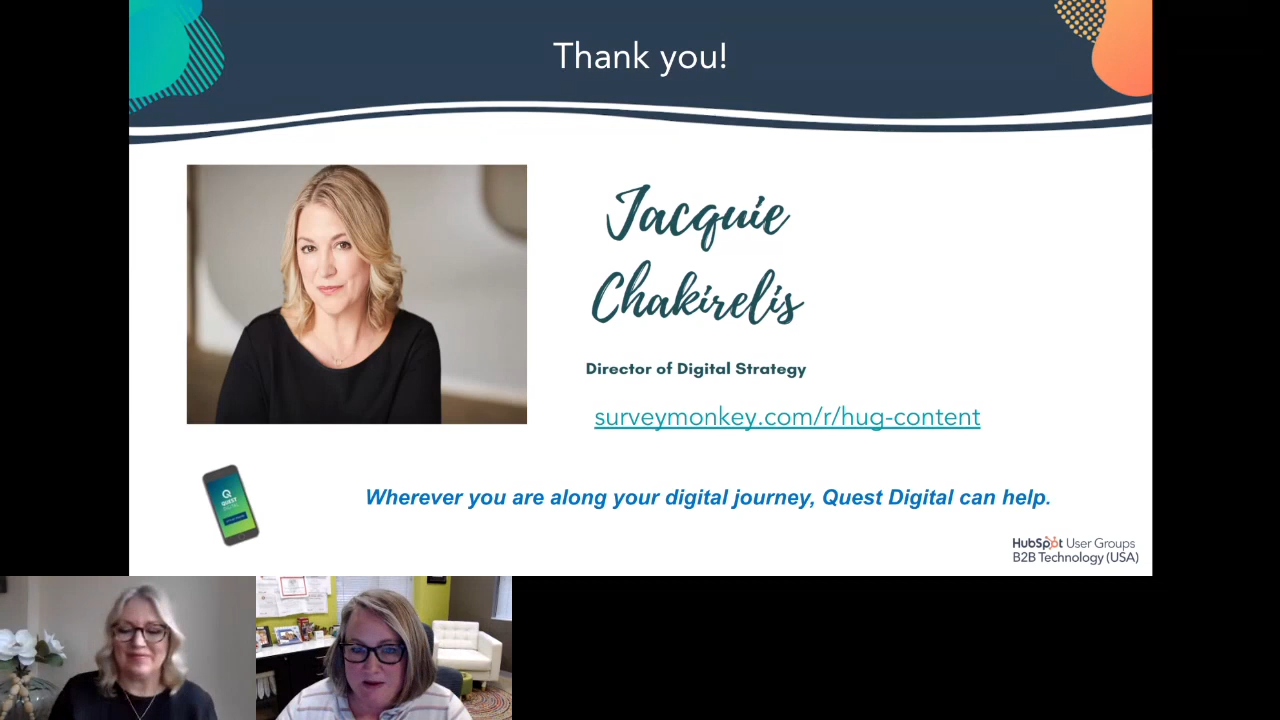 Thank you!
Jacquie
Chakirelis
Director of Digital Strategy
surveymonkey.com/r/hug-content
Q
QUEST
Wherever you are along your digital journey, Quest Digital can help.
HubSpot User Groups
B2B Technology (USA)